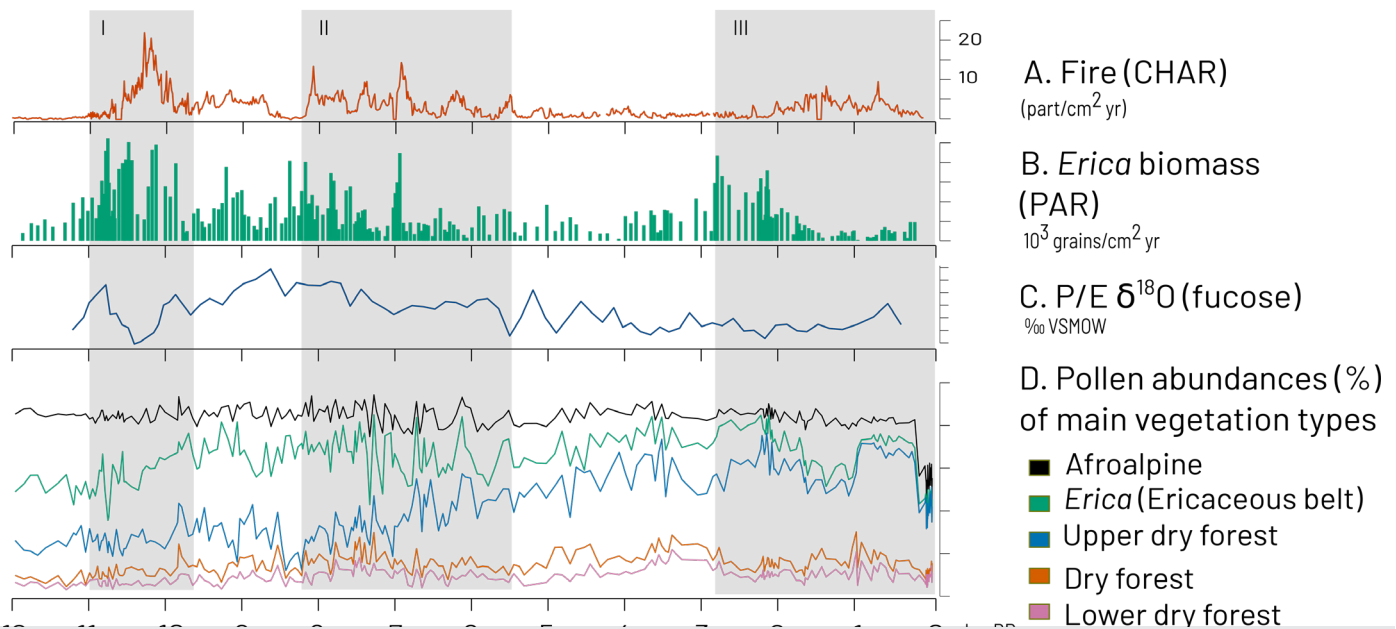 I
II
III
20
10
A. Fire (CHAR)
(part/cm² yr)
B. Erica biomass
(PAR)
10³ grains/cm² yr
C. P/E δ¹⁸O (fucose)
‰ VSMOW
D. Pollen abundances (%)
of main vegetation types
Afroalpine
Erica (Ericaceous belt)
Upper dry forest
Dry forest
Lower dry forest